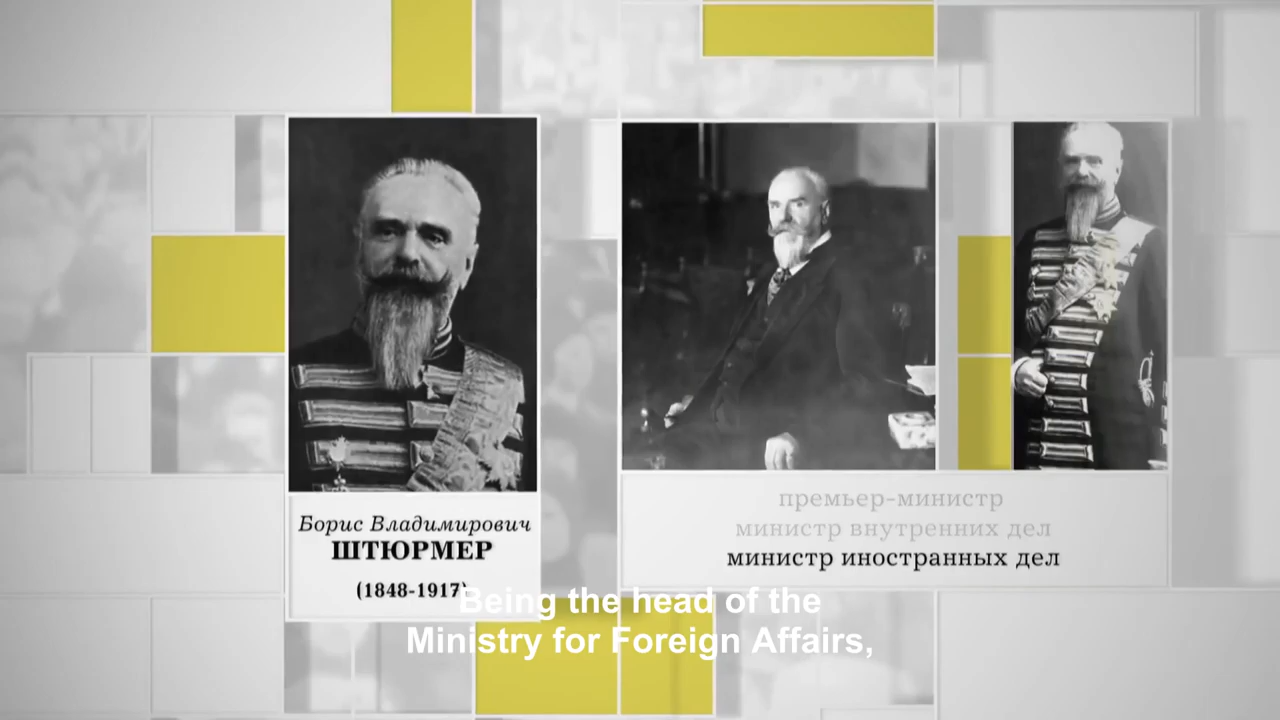 Борис Владимирович
ШТЮРМЕР
(1848-1917)
премьер-министр
министр внутренних дел
министр иностранных дел
Being the head of the
Ministry for Foreign Affairs,